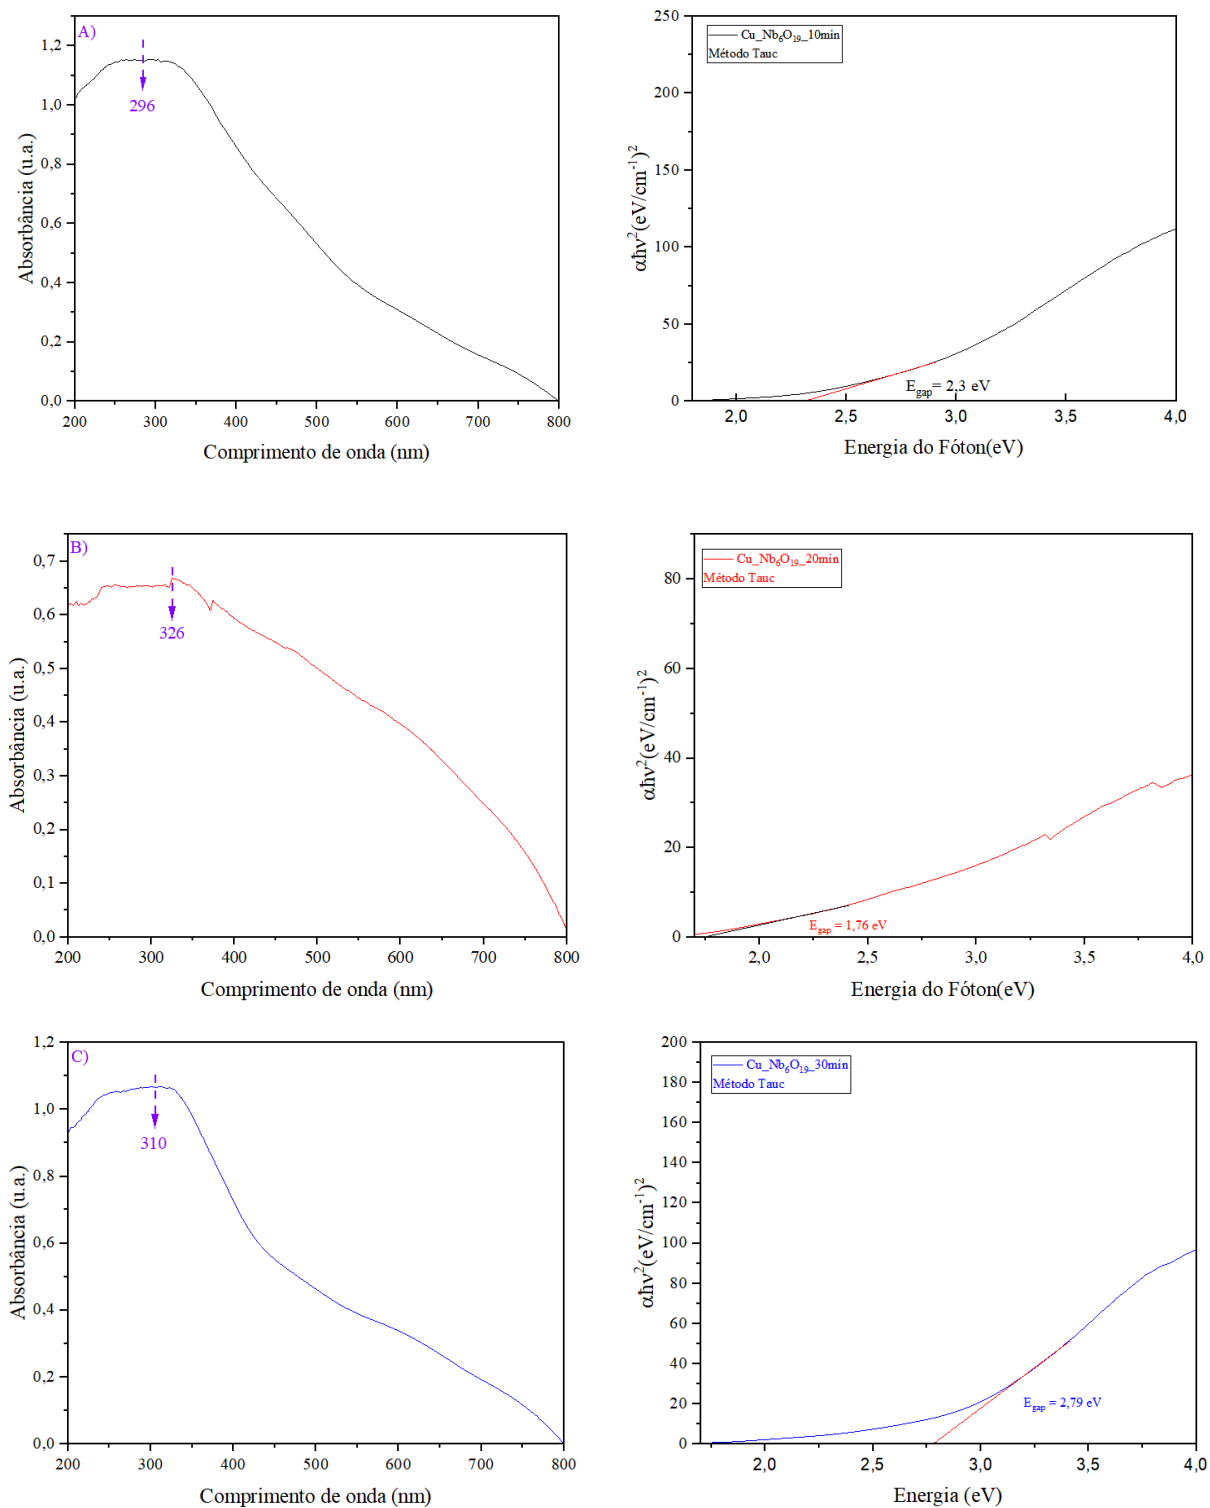 A)
1,2
1,0
0,8
0,6
0,4
0,2
0,0
296
200 300 400 500 600 700 800
Absorbância (u.a.)
Comprimento de onda (nm)
Cu_Nb₆O₁₉_10min
Método Tauc
250
200
150
100
50
0
E_gap = 2,3 eV
2,0 2,5 3,0 3,5 4,0
αħν²(eV/cm⁻¹)²
Energia do Fóton(eV)
B)
0,7
0,6
0,5
0,4
0,3
0,2
0,1
0,0
326
200 300 400 500 600 700 800
Absorbância (u.a.)
Comprimento de onda (nm)
Cu_Nb₆O₁₉_20min
Método Tauc
80
60
40
20
0
E_gap = 1,76 eV
2,0 2,5 3,0 3,5 4,0
αħν²(eV/cm⁻¹)²
Energia do Fóton(eV)
C)
1,2
1,0
0,8
0,6
0,4
0,2
0,0
310
200 300 400 500 600 700 800
Absorbância (u.a.)
Comprimento de onda (nm)
Cu_Nb₆O₁₉_30min
Método Tauc
200
180
160
140
120
100
80
60
40
20
0
E_gap = 2,79 eV
2,0 2,5 3,0 3,5 4,0
αħν²(eV/cm⁻¹)²
Energia (eV)